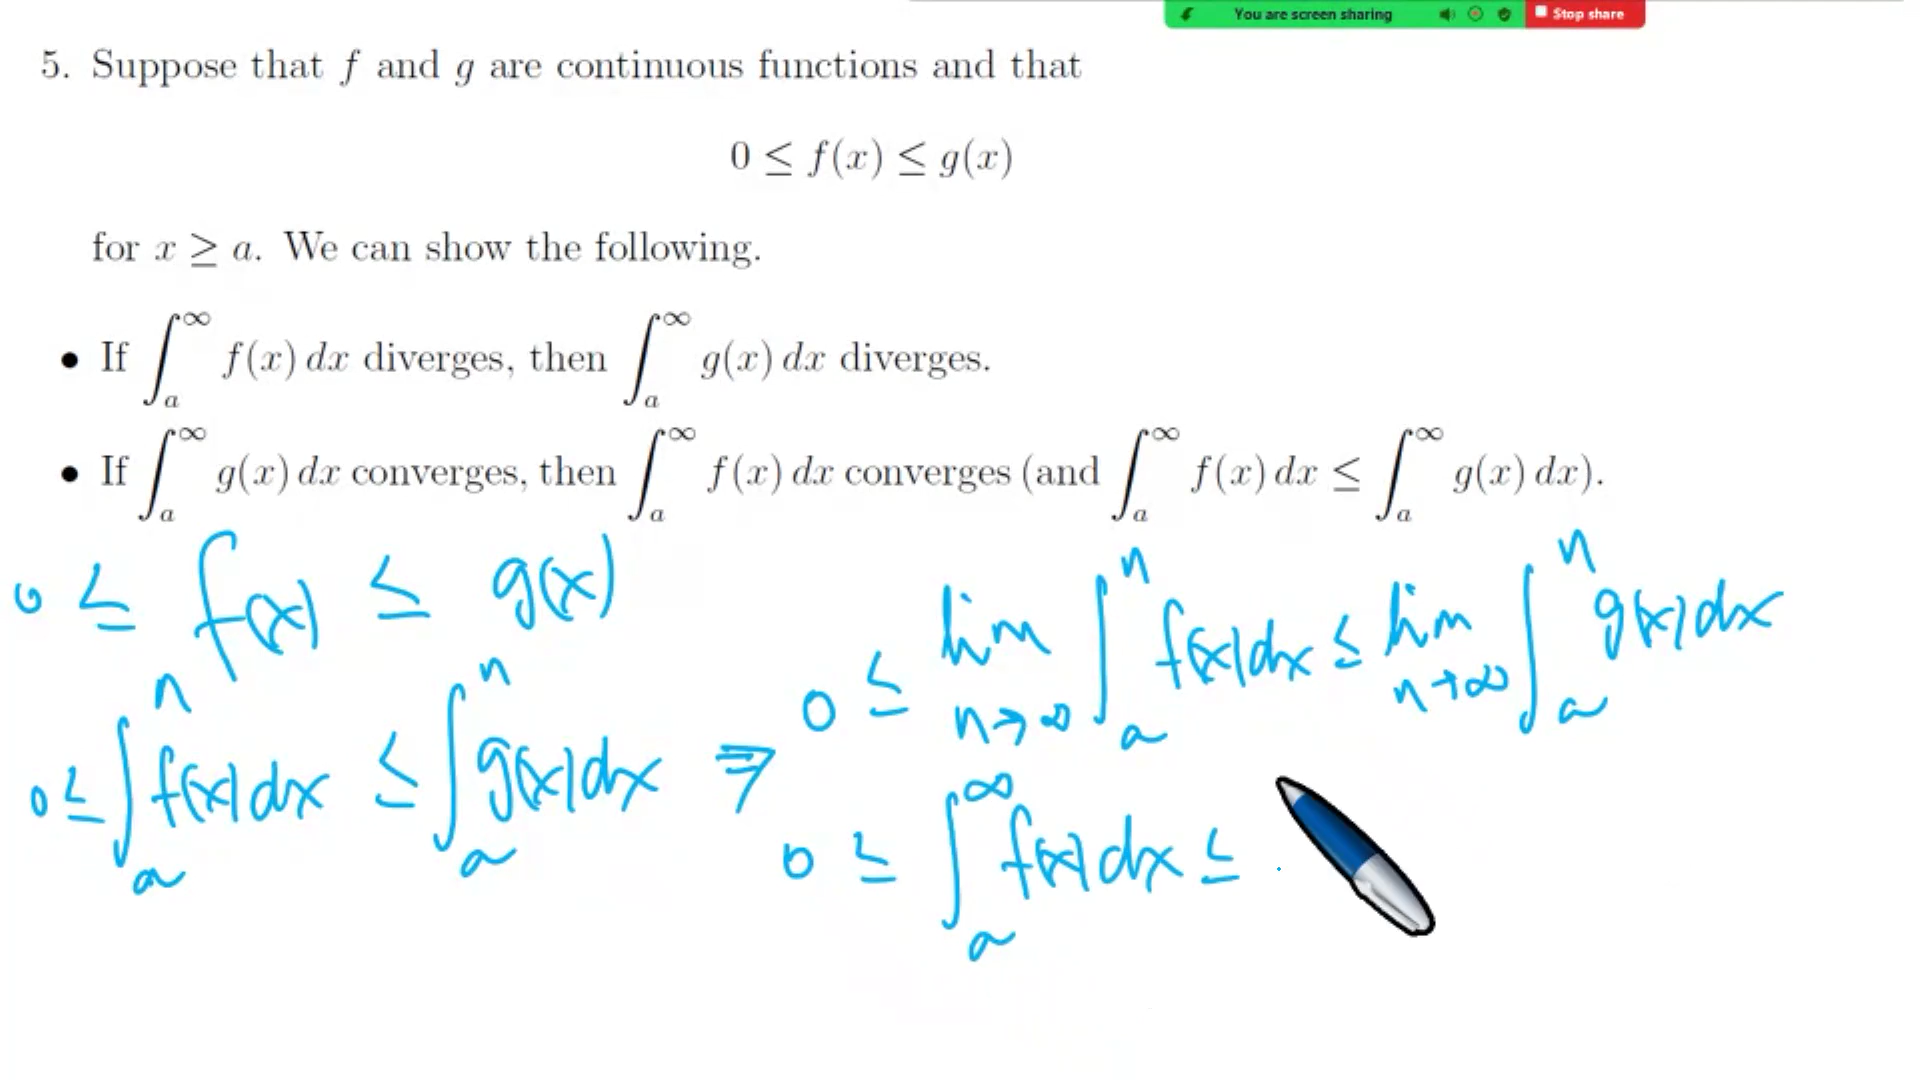 You are screen sharing Stop share
5. Suppose that f and g are continuous functions and that
0 ≤ f(x) ≤ g(x)
for x ≥ a. We can show the following.
• If ∫_a^∞ f(x) dx diverges, then ∫_a^∞ g(x) dx diverges.
• If ∫_a^∞ g(x) dx converges, then ∫_a^∞ f(x) dx converges (and ∫_a^∞ f(x) dx ≤ ∫_a^∞ g(x) dx).
0 ≤ f(x) ≤ g(x)
0 ≤ ∫_a^n f(x) dx ≤ ∫_a^n g(x) dx ⇒
0 ≤ lim_{n→∞} ∫_a^n f(x) dx ≤ lim_{n→∞} ∫_a^n g(x) dx
0 ≤ ∫_a^∞ f(x) dx ≤